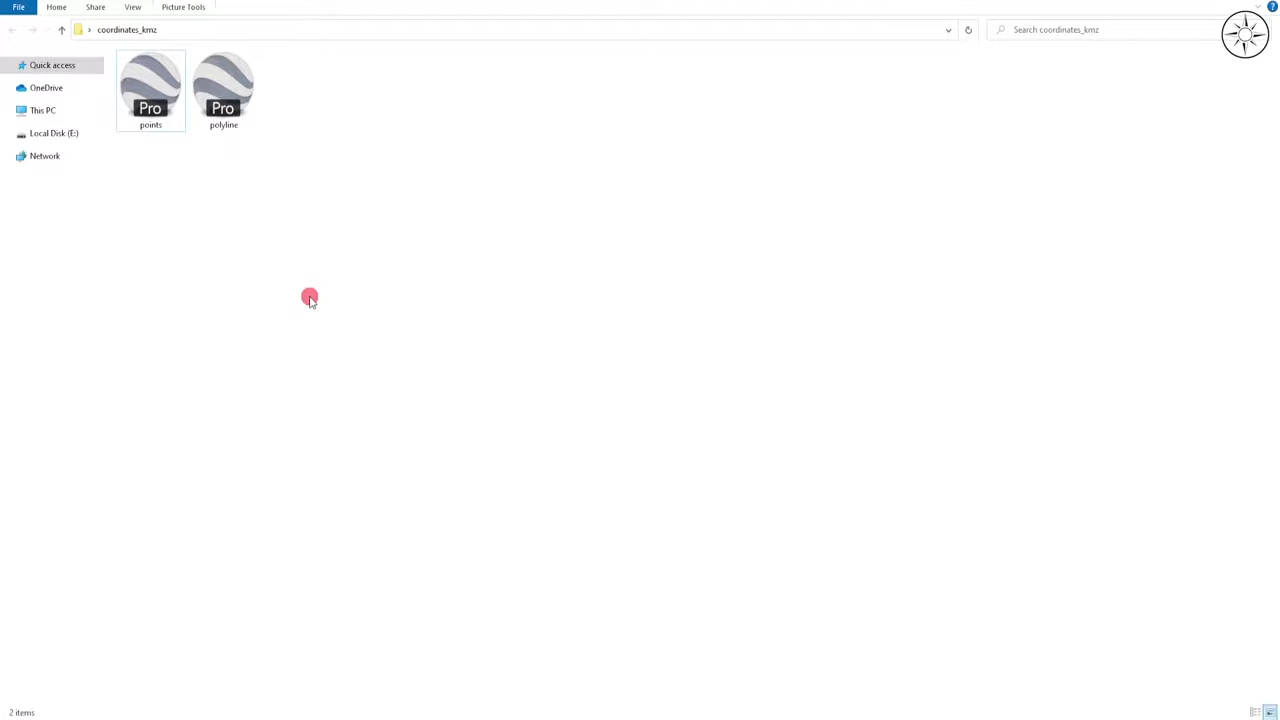 File Home Share View Picture Tools
coordinates_kmz
Search coordinates_kmz
Quick access
OneDrive
This PC
Local Disk (E:)
Network
Pro Pro
points polyline
2 items